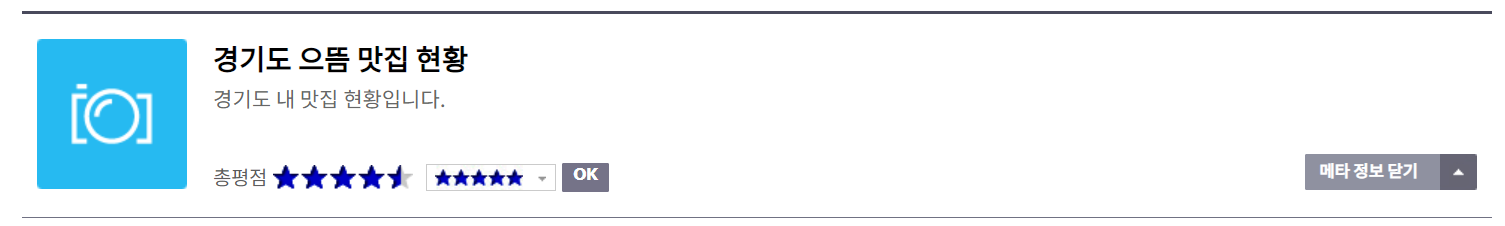 경기도 으뜸 맛집 현황
경기도 내 맛집 현황입니다.
총평점 ★★★★★ OK
메타 정보 닫기